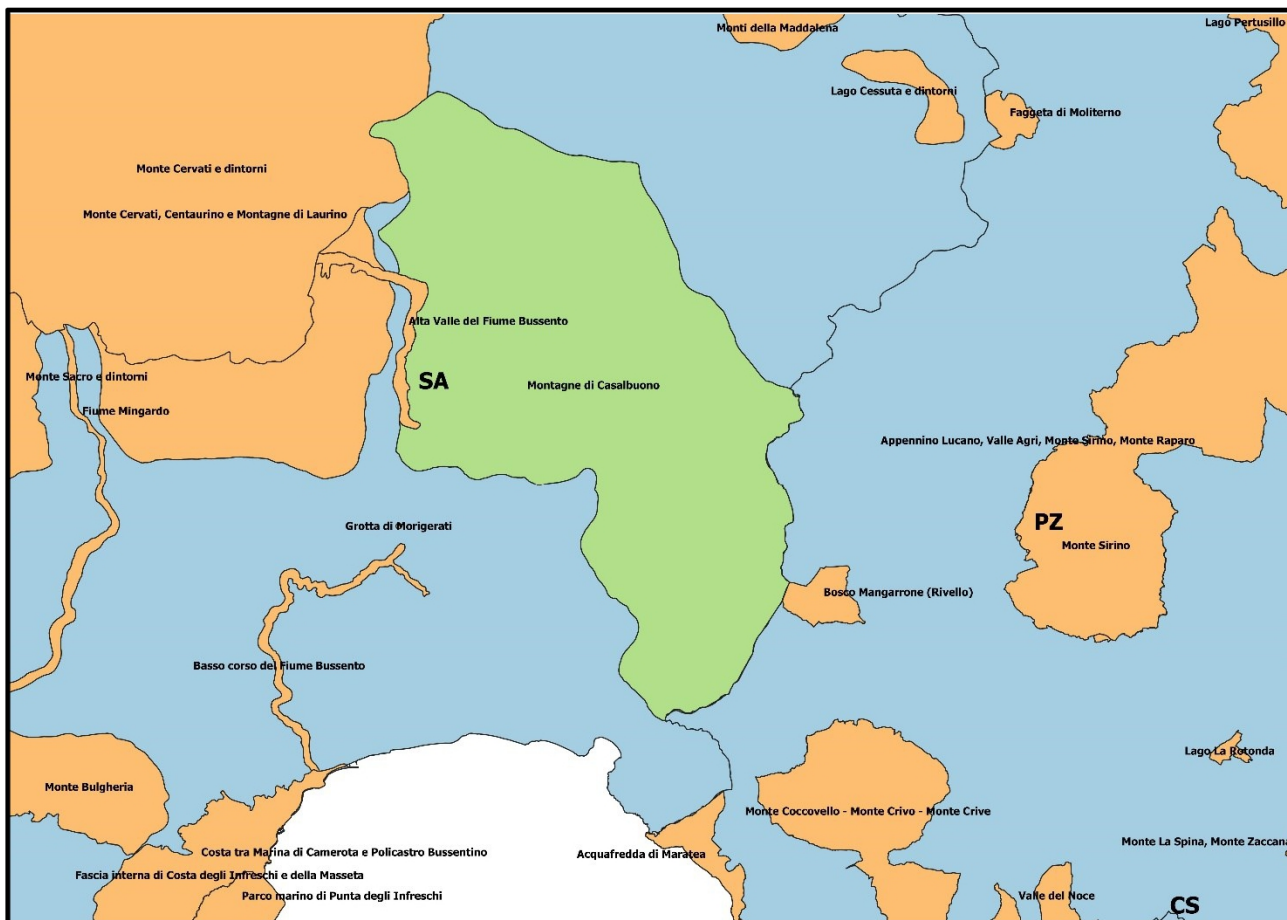 Lago Pertusillo
Monti della Maddalena
Lago Cessuta e dintorni
Faggeta di Moliterno
Monte Cervati e dintorni
Monte Cervati, Centaurino e Montagne di Laurino
Alta Valle del Fiume Bussento
Monte Sacro e dintorni
SA
Montagne di Casalbuono
Fiume Mingardo
Appennino Lucano, Valle Agri, Monte Sirino, Monte Raparo
PZ
Grotta di Morigerati
Monte Sirino
Bosco Mangarrone (Rivello)
Basso corso del Fiume Bussento
Lago La Rotonda
Monte Bulgheria
Monte Coccovello - Monte Crivo - Monte Crive
Monte La Spina, Monte Zaccana
Costa tra Marina di Camerota e Policastro Bussentino
Acquafredda di Maratea
Fascia interna di Costa degli Infreschi e della Masseta
Parco marino di Punta degli Infreschi
Valle del Noce
CS